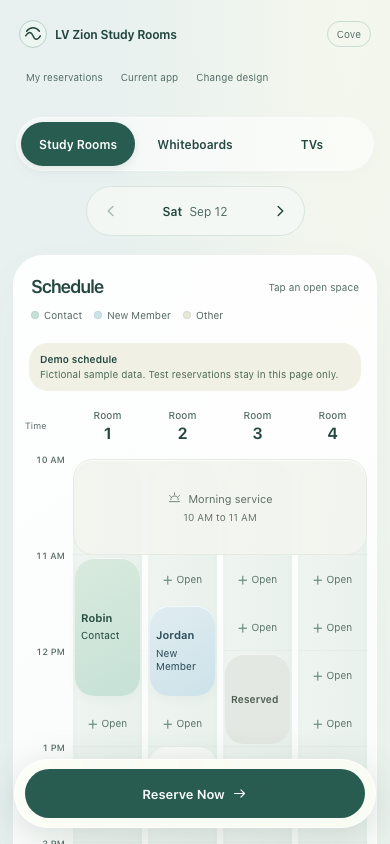 LV Zion Study Rooms
Cove
My reservations
Current app
Change design
Study Rooms
Whiteboards
TVs
Sat Sep 12
Schedule
Tap an open space
Contact
New Member
Other
Demo schedule
Fictional sample data. Test reservations stay in this page only.
Time
Room
1
Room
2
Room
3
Room
4
10 AM
Morning service
10 AM to 11 AM
11 AM
+ Open
+ Open
+ Open
Robin
Contact
Jordan
New
Member
+ Open
+ Open
12 PM
+ Open
Reserved
+ Open
+ Open
1 PM
Reserve Now →